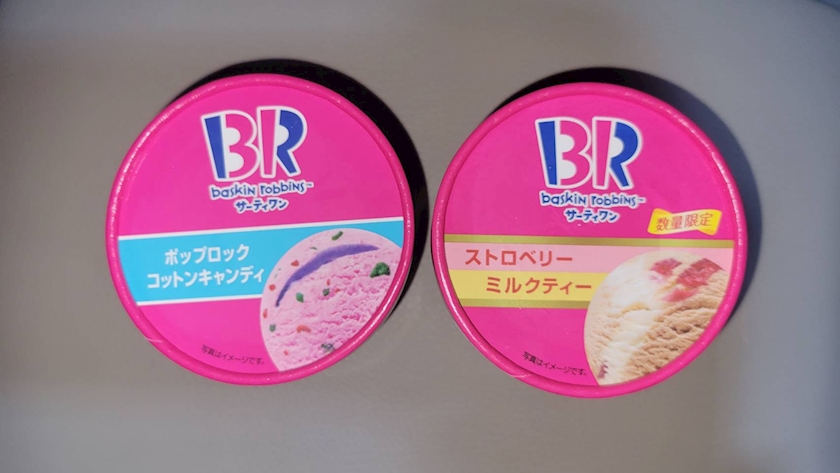 BR
baskin robbins™
サーティワン
ポップロック
コットンキャンディ
写真はイメージです。
BR
baskin robbins™
サーティワン
数量限定
ストロベリー
ミルクティー
写真はイメージです。